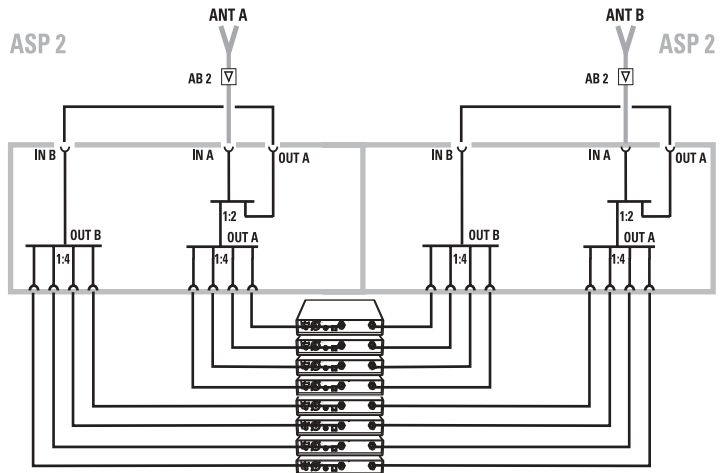 ANT A
ANT B
ASP 2
ASP 2
AB 2
AB 2
IN B
IN A
OUT A
IN B
IN A
OUT A
1:2
1:2
OUT B
OUT A
OUT B
OUT A
1:4
1:4
1:4
1:4